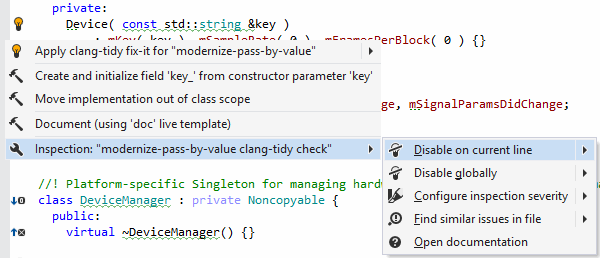 private:
Device( const std::string &key )
: mKey( key ), mSampleRate( 0 ), mFramesPerBlock( 0 ) {}
Apply clang-tidy fix-it for "modernize-pass-by-value"
Create and initialize field 'key_' from constructor parameter 'key'
Move implementation out of class scope
ge, mSignalParamsDidChange;
Document (using 'doc' live template)
Inspection: "modernize-pass-by-value clang-tidy check"
Disable on current line
Disable globally
//! Platform-specific Singleton for managing hard
Configure inspection severity
class DeviceManager : private Noncopyable {
Find similar issues in file
public:
virtual ~DeviceManager() {}
Open documentation